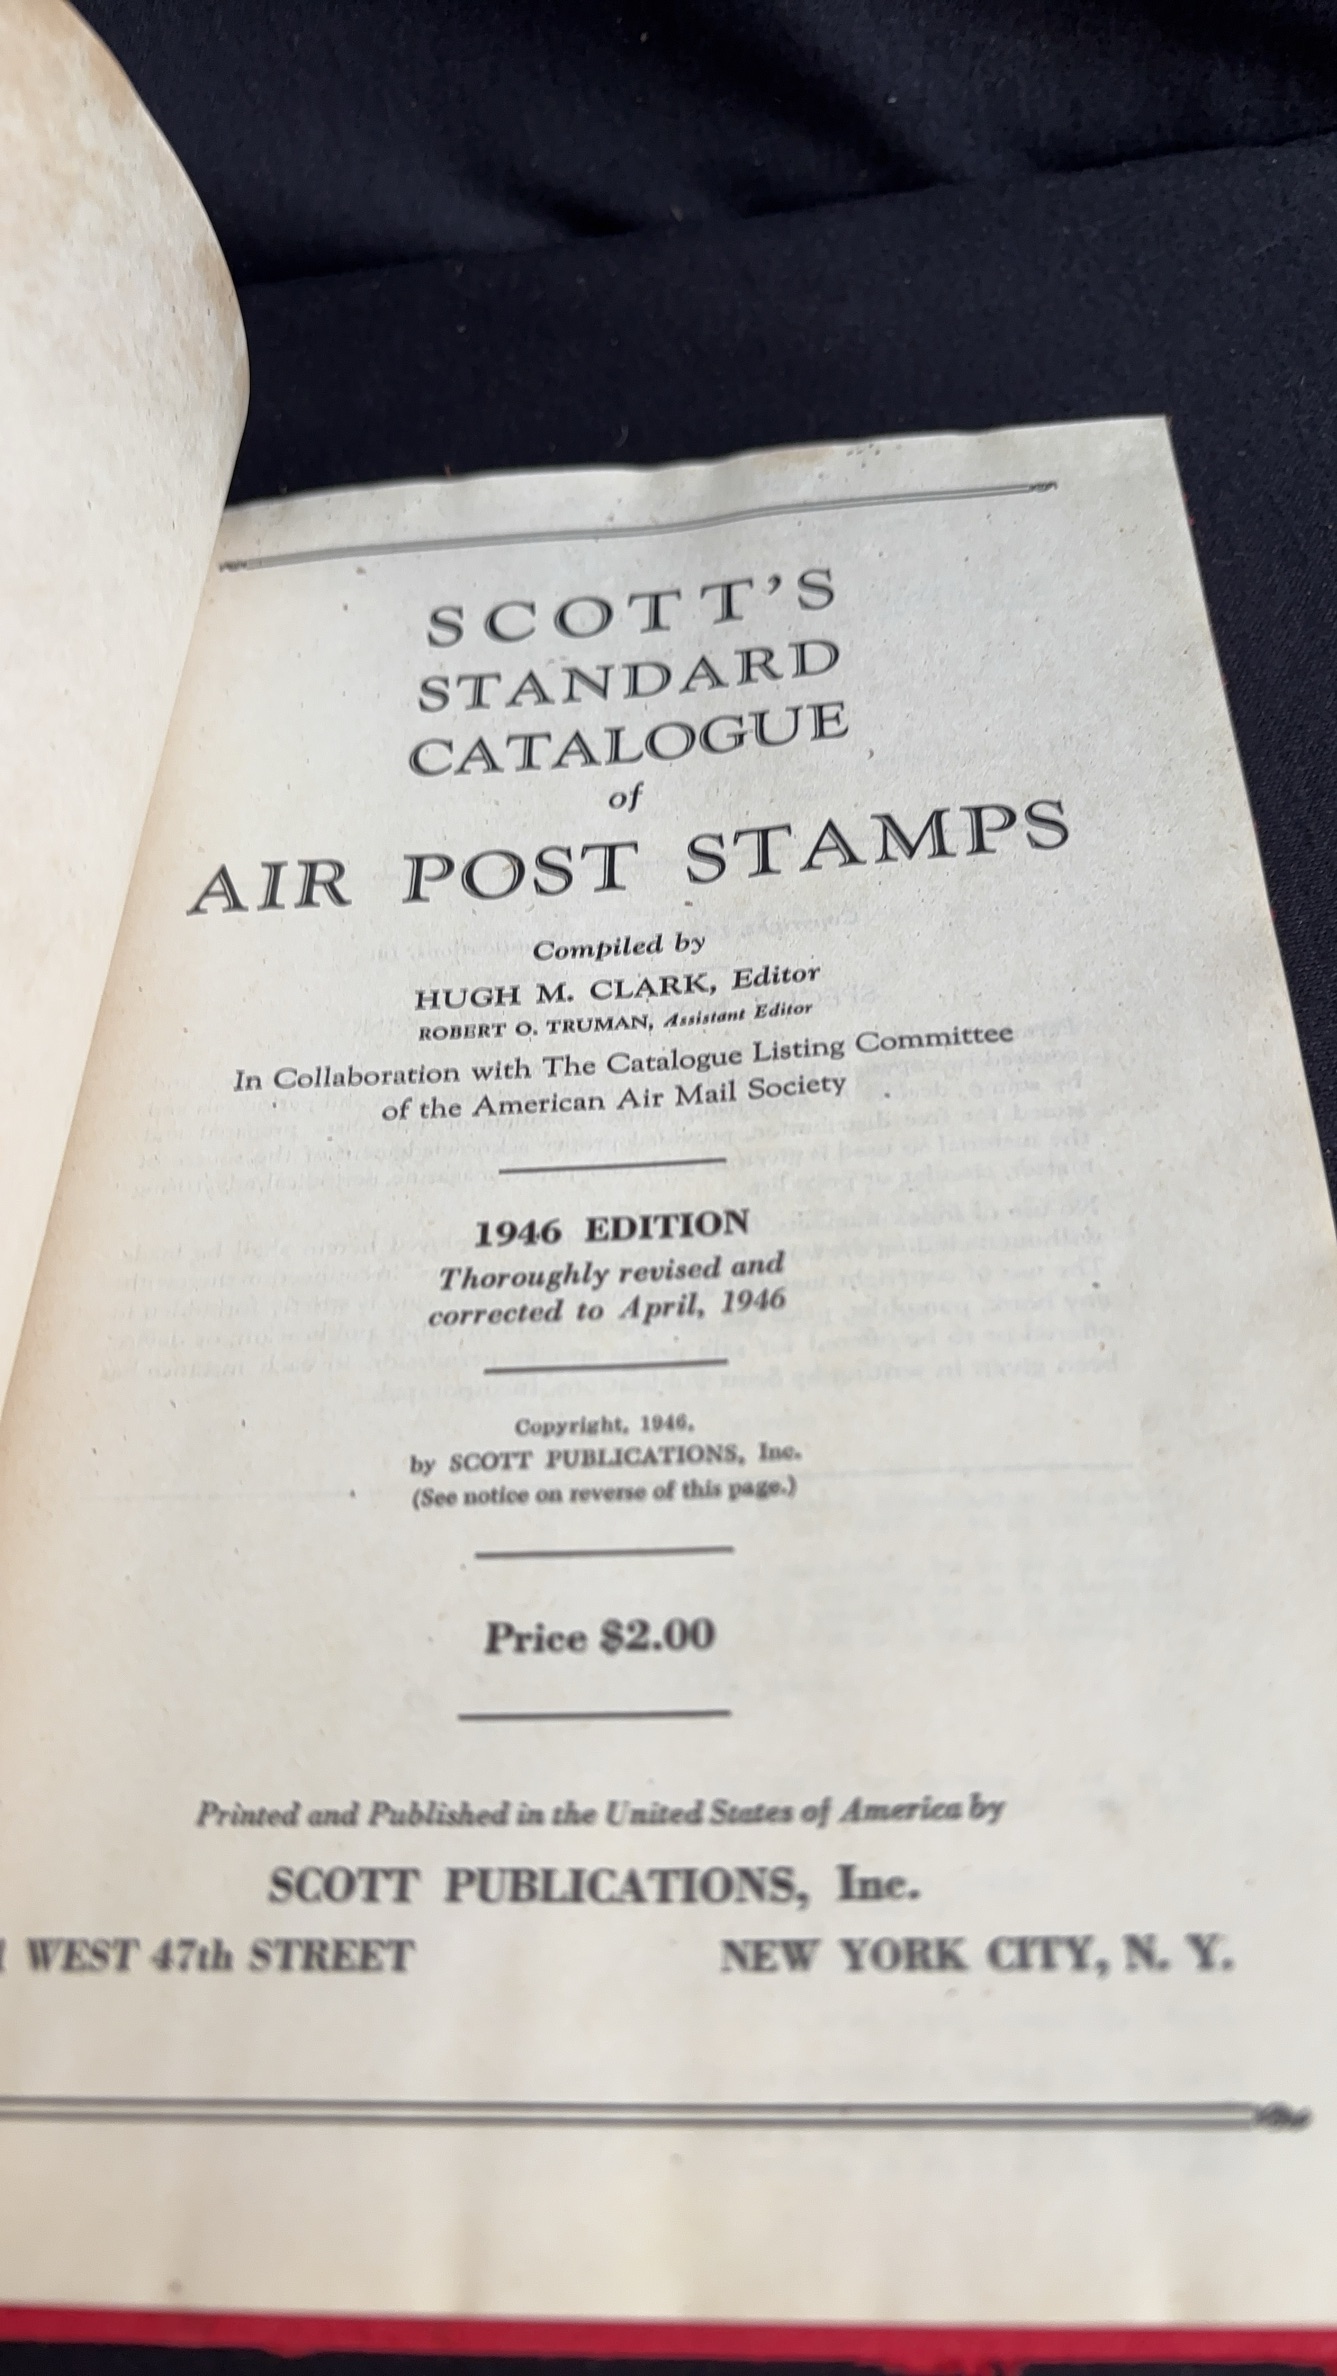 SCOTT'S
STANDARD
CATALOGUE
of
AIR POST STAMPS
Compiled by
HUGH M. CLARK, Editor
ROBERT O. TRUMAN, Assistant Editor
In Collaboration with The Catalogue Listing Committee
of the American Air Mail Society
1946 EDITION
Thoroughly revised and
corrected to April, 1946
Copyright, 1946,
by SCOTT PUBLICATIONS, Inc.
(See notice on reverse of this page.)
Price $2.00
Printed and Published in the United States of America by
SCOTT PUBLICATIONS, Inc.
WEST 47th STREET NEW YORK CITY, N. Y.